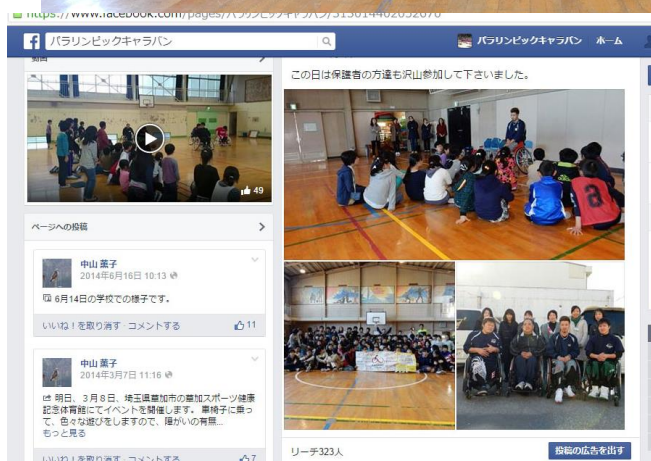 https://www.facebook.com/pages/パラリンピックキャラバン/313014402052070
パラリンピックキャラバン
パラリンピックキャラバン ホーム
動画
49
ページへの投稿
中山 薫子
2014年6月16日 10:13
6月14日の学校での様子です。
いいね！を取り消す · コメントする 11
中山 薫子
2014年3月7日 11:16
明日、３月８日、埼玉県草加市の草加スポーツ健康
記念体育館にてイベントを開催します。 車椅子に乗っ
て、色々な遊びをしますので、障がいの有無...
もっと見る
いいね！を取り消す · コメントする 7
この日は保護者の方達も沢山参加して下さいました。
リーチ323人
投稿の広告を出す